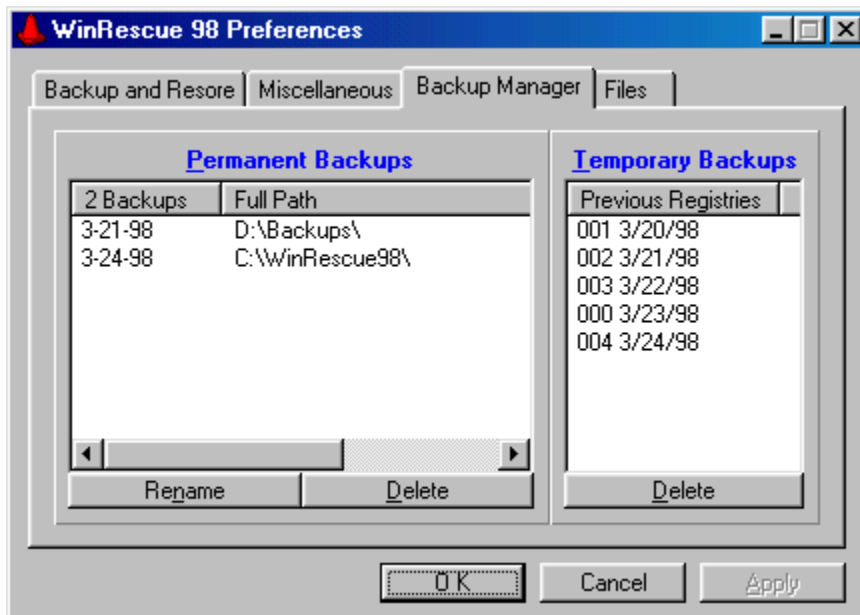 WinRescue 98 Preferences
Backup and Resore Miscellaneous Backup Manager Files
Permanent Backups
2 Backups Full Path
3-21-98 D:\Backups\
3-24-98 C:\WinRescue98\
Rename Delete
Temporary Backups
Previous Registries
001 3/20/98
002 3/21/98
003 3/22/98
000 3/23/98
004 3/24/98
Delete
OK Cancel Apply